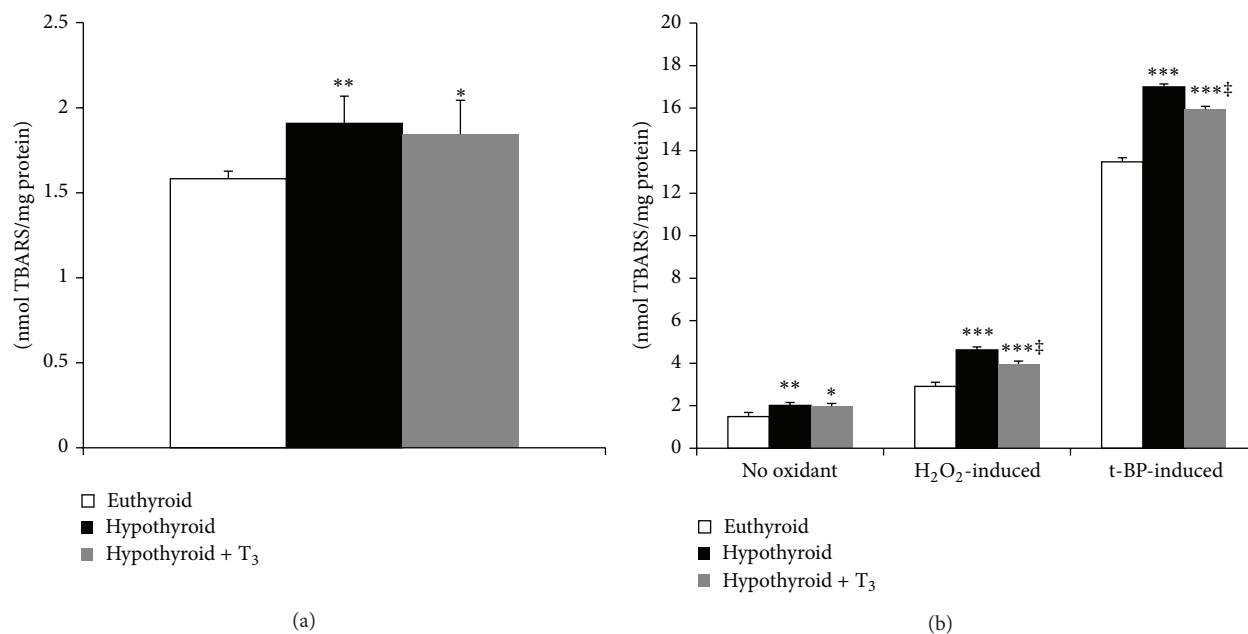 2.5
2
1.5
1
0.5
0
(nmol TBARS/mg protein)
** *
Euthyroid
Hypothyroid
Hypothyroid + T₃
(a)
20
18
16
14
12
10
8
6
4
2
0
(nmol TBARS/mg protein)
** *
*** ***‡
*** ***‡
No oxidant H₂O₂-induced t-BP-induced
Euthyroid
Hypothyroid
Hypothyroid + T₃
(b)